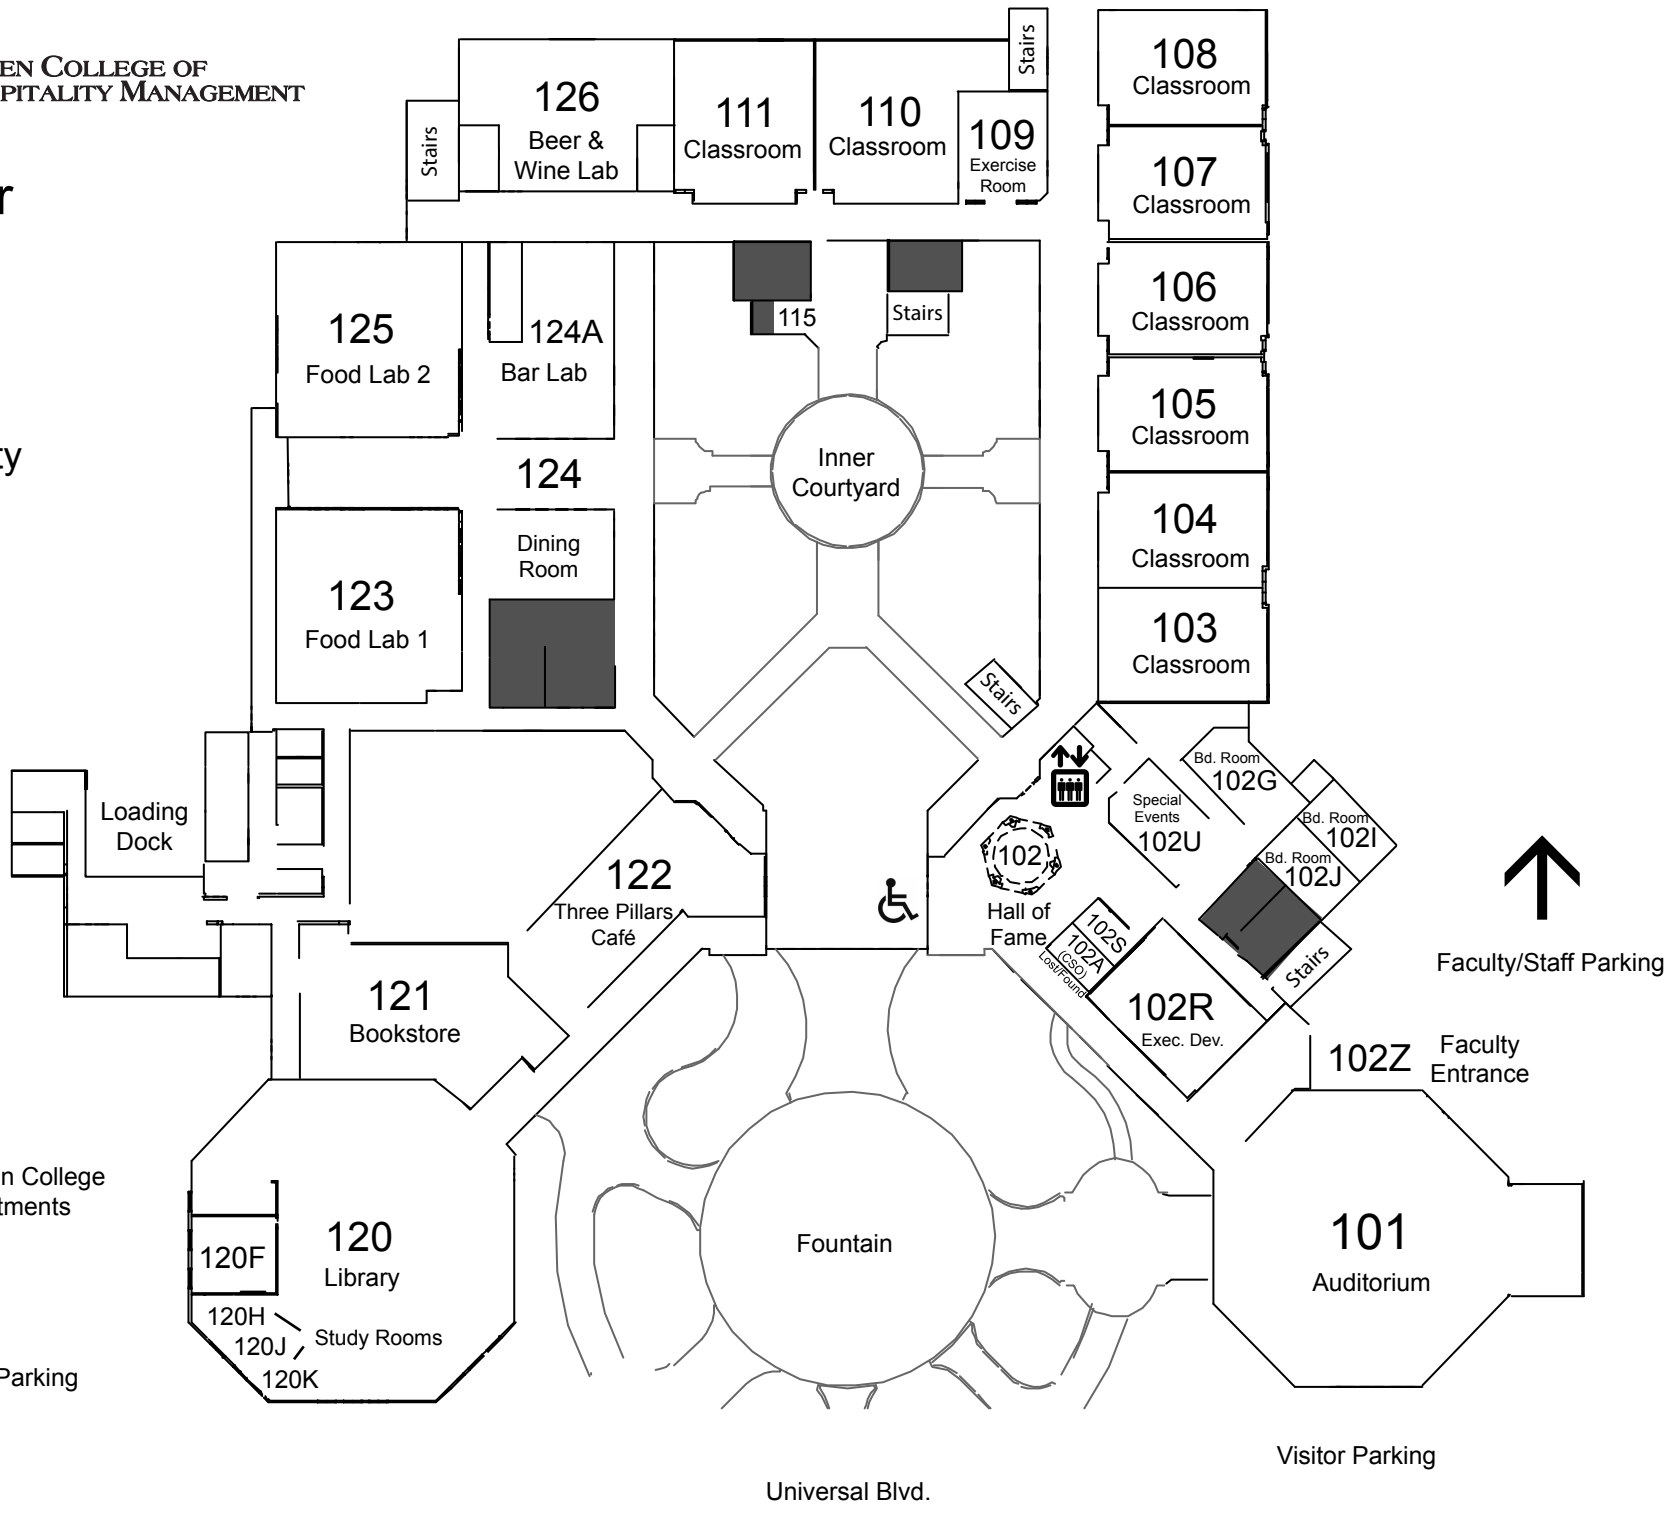 EN COLLEGE OF
PITALITY MANAGEMENT
r
ty
n College
tments
Parking
Stairs
126
Beer &
Wine Lab
111
Classroom
110
Classroom
Stairs
109
Exercise
Room
108
Classroom
107
Classroom
106
Classroom
105
Classroom
104
Classroom
103
Classroom
125
Food Lab 2
124A
Bar Lab
115
Stairs
Inner
Courtyard
124
Dining
Room
123
Food Lab 1
Stairs
Loading
Dock
122
Three Pillars
Café
121
Bookstore
102
Hall of
Fame
Special
Events
102U
Bd. Room
102G
Bd. Room
102I
Bd. Room
102J
102S
102A
(CSO)
Lost/Found
102R
Exec. Dev.
Stairs
Faculty/Staff Parking
102Z
Faculty
Entrance
120
Library
120F
120H
120J
120K
Study Rooms
Fountain
101
Auditorium
Visitor Parking
Universal Blvd.